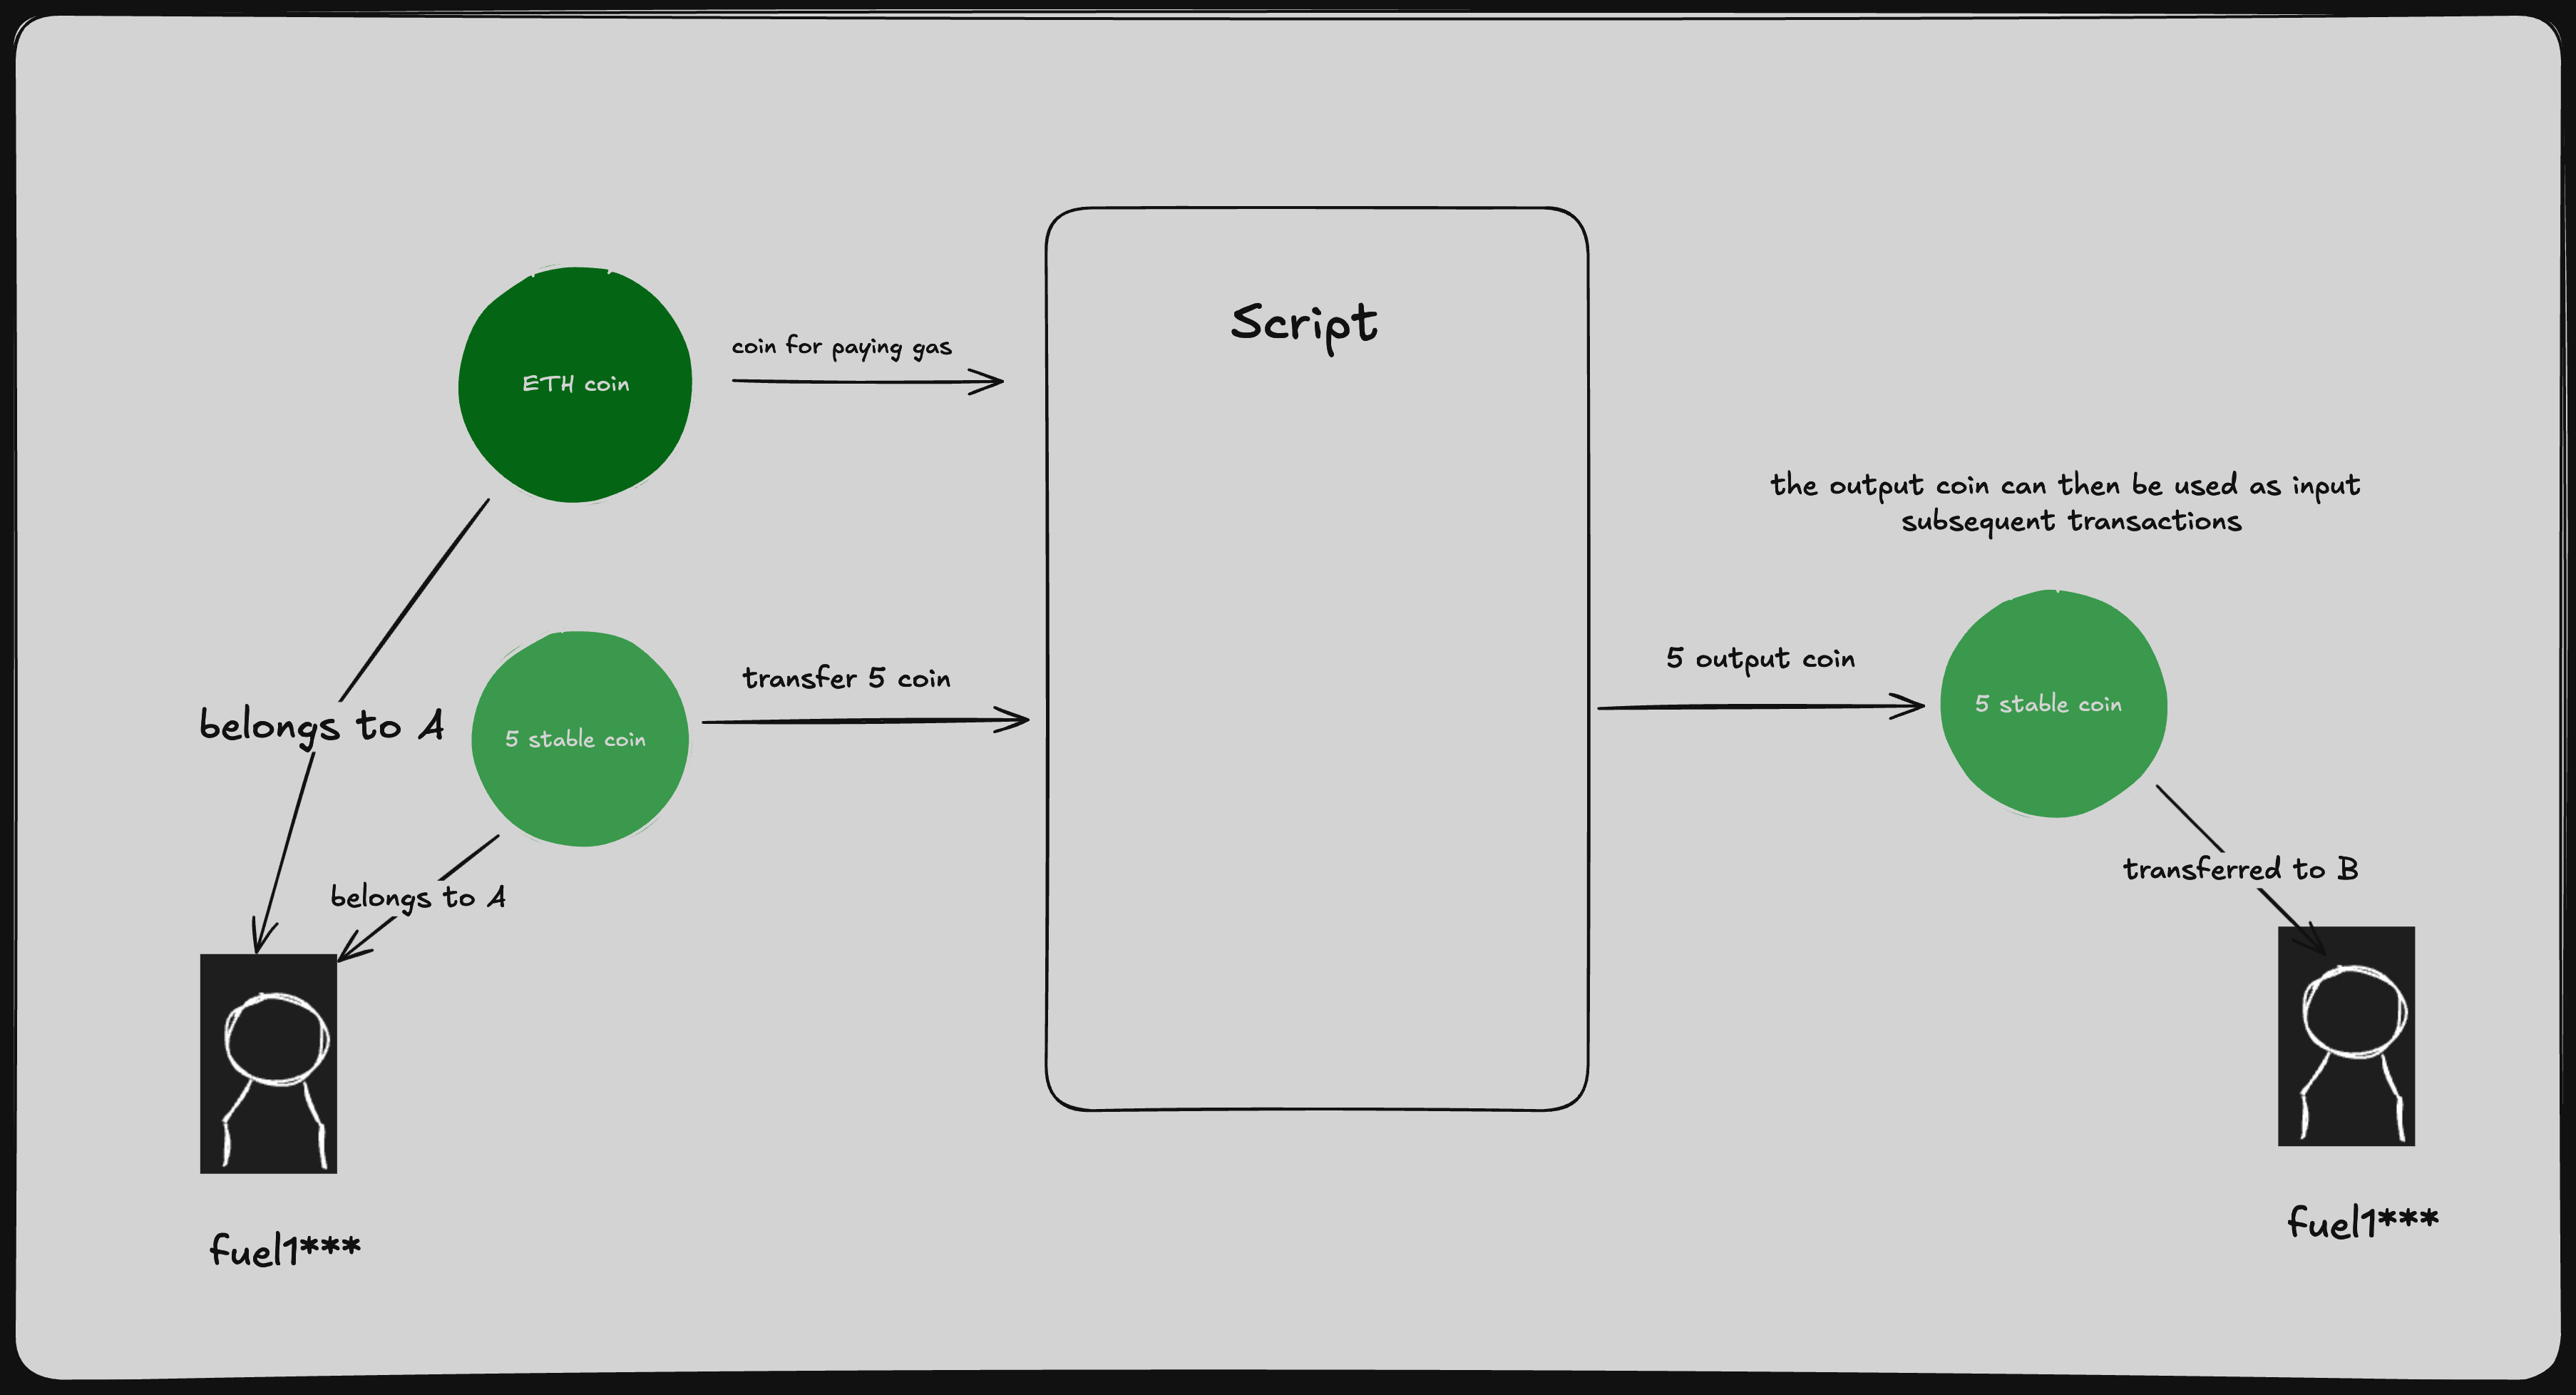 Script
coin for paying gas
ETH coin
the output coin can then be used as input
subsequent transactions
5 output coin
transfer 5 coin
5 stable coin
belongs to A
5 stable coin
belongs to A
transferred to B
fuel1***
fuel1***